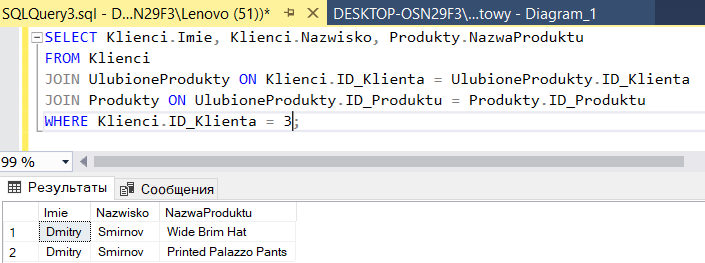 SQLQuery3.sql - D...N29F3\Lenovo (51))* DESKTOP-OSN29F3\...towy - Diagram_1
SELECT Klienci.Imie, Klienci.Nazwisko, Produkty.NazwaProduktu
FROM Klienci
JOIN UlubioneProdukty ON Klienci.ID_Klienta = UlubioneProdukty.ID_Klienta
JOIN Produkty ON UlubioneProdukty.ID_Produktu = Produkty.ID_Produktu
WHERE Klienci.ID_Klienta = 3;
99 %
Результаты Сообщения
Imie Nazwisko NazwaProduktu
1 Dmitry Smirnov Wide Brim Hat
2 Dmitry Smirnov Printed Palazzo Pants